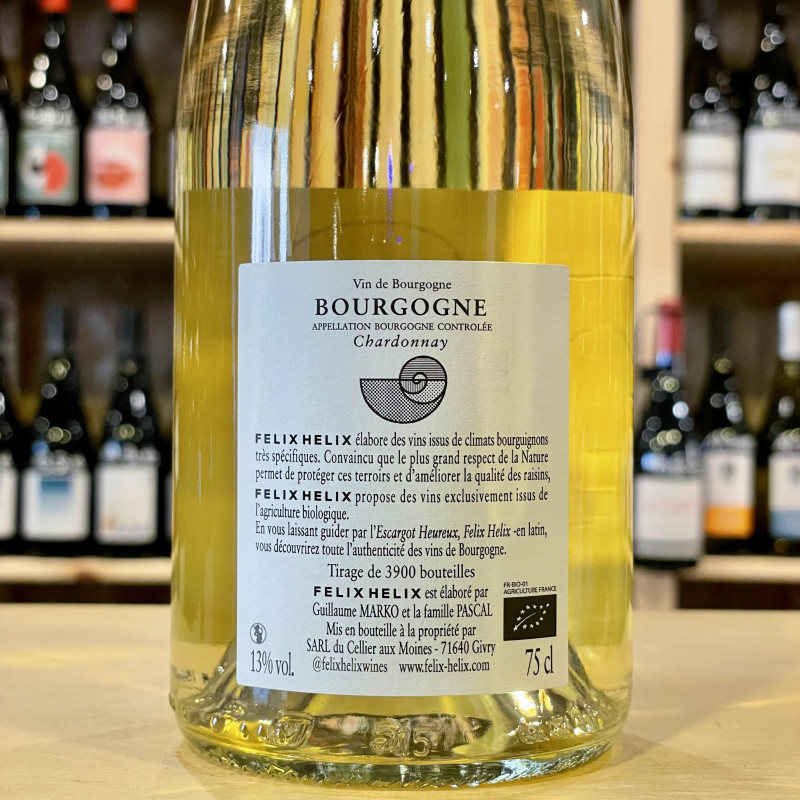 Vin de Bourgogne
BOURGOGNE
APPELLATION BOURGOGNE CONTROLÉE
Chardonnay
FELIX HELIX élabore des vins issus de climats bourguignons
très spécifiques. Convaincu que le plus grand respect de la Nature
permet de protéger ces terroirs et d'améliorer la qualité des raisins,
FELIX HELIX propose des vins exclusivement issus de
l'agriculture biologique.
En vous laissant guider par l'Escargot Heureux, Felix Helix -en latin,
vous découvrirez toute l'authenticité des vins de Bourgogne.
Tirage de 3900 bouteilles
FELIX HELIX est élaboré par
Guillaume MARKO et la famille PASCAL
Mis en bouteille à la propriété par
SARL du Cellier aux Moines - 71640 Givry
@felixhelixwines www.felix-helix.com
FR-BIO-01
AGRICULTURE FRANCE
13% vol.
75 cl